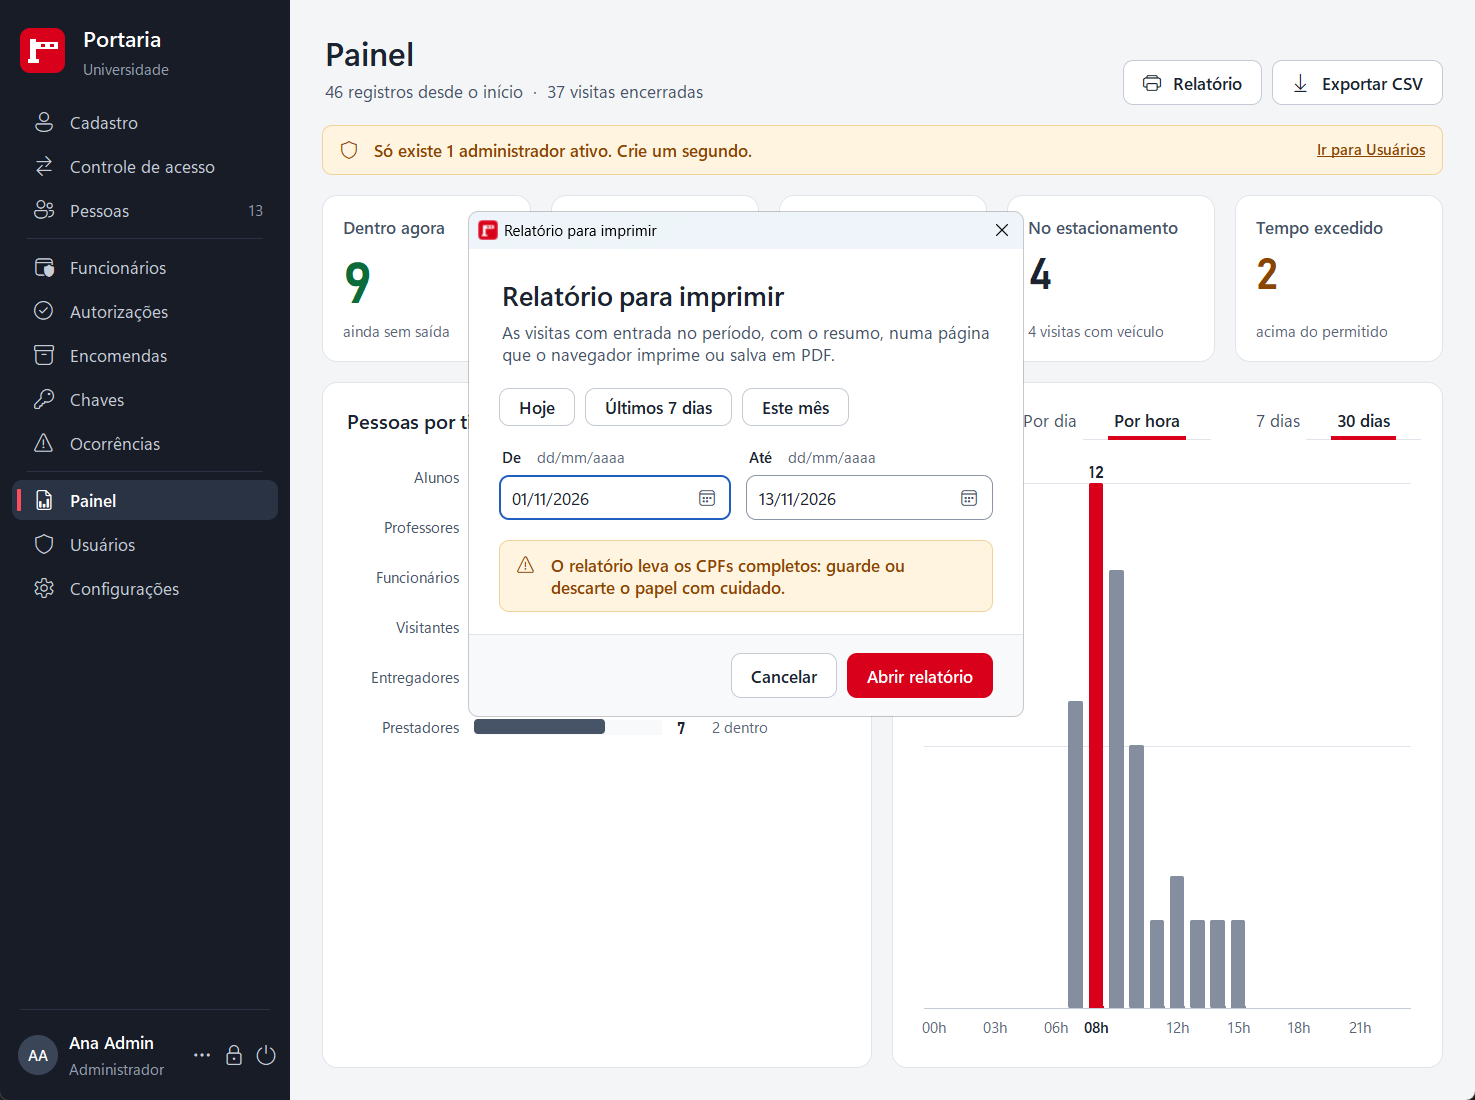 Portaria
Universidade
Cadastro
Controle de acesso
Pessoas 13
Funcionários
Autorizações
Encomendas
Chaves
Ocorrências
Painel
Usuários
Configurações
AA
Ana Admin
Administrador
Painel
46 registros desde o início · 37 visitas encerradas
Relatório
Exportar CSV
Só existe 1 administrador ativo. Crie um segundo.
Ir para Usuários
Dentro agora
9
ainda sem saída
No estacionamento
4
4 visitas com veículo
Tempo excedido
2
acima do permitido
Relatório para imprimir
Relatório para imprimir
As visitas com entrada no período, com o resumo, numa página
que o navegador imprime ou salva em PDF.
Hoje
Últimos 7 dias
Este mês
De dd/mm/aaaa
Até dd/mm/aaaa
01/11/2026
13/11/2026
O relatório leva os CPFs completos: guarde ou
descarte o papel com cuidado.
Cancelar
Abrir relatório
Pessoas por ti
Alunos
Professores
Funcionários
Visitantes
Entregadores
Prestadores 7 2 dentro
Por dia
Por hora
7 dias
30 dias
12
00h 03h 06h 08h 12h 15h 18h 21h